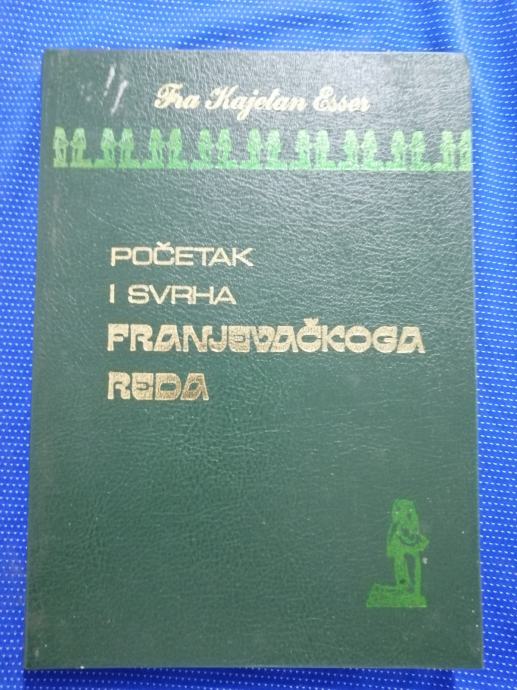 Fra Kajetan Esser
POČETAK
I SVRHA
FRANJEVAČKOGA
REDA